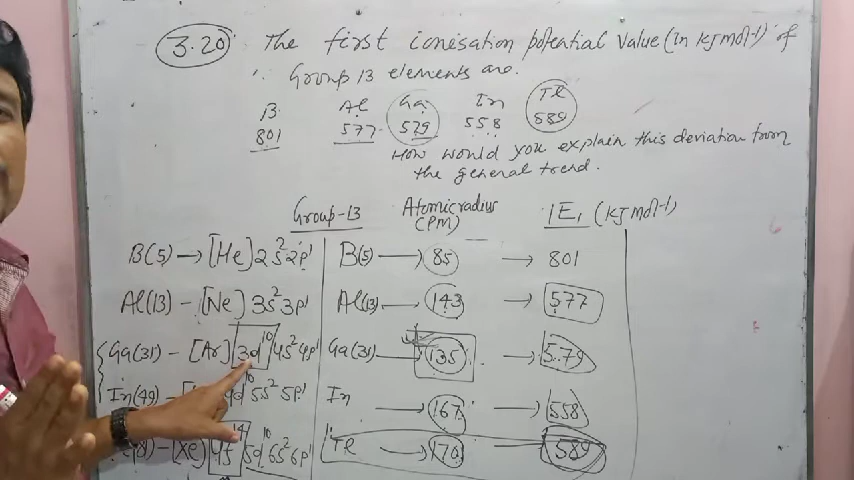 3.20 The first ionisation potential value (in KJ mol-1) of
Group 13 elements are.
B Al Ga In Tl
801 577 579 558 589
How would you explain this deviation from
the general trend.
Group-13 Atomic radius IE1 (KJ mol-1)
(PM)
B(5) → [He] 2s² 2p¹ B(5) → 85 → 801
Al(13) - [Ne] 3s² 3p¹ Al(13) → 143 → 577
Ga(31) - [Ar] 3d¹⁰ 4s² 4p¹ Ga(31) → 135 → 579
In(49) - 4d¹⁰ 5s² 5p¹ In → 167 → 558
[Xe] 4f¹⁴ 5d¹⁰ 6s² 6p¹ Tl → 170 → 589